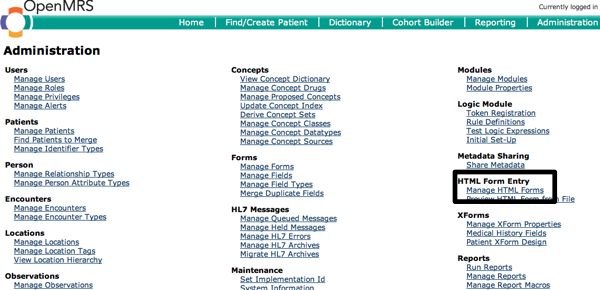 OpenMRS
Currently logged in
Home | Find/Create Patient | Dictionary | Cohort Builder | Reporting | Administration
Administration
Users
Manage Users
Manage Roles
Manage Privileges
Manage Alerts
Patients
Manage Patients
Find Patients to Merge
Manage Identifier Types
Person
Manage Relationship Types
Manage Person Attribute Types
Encounters
Manage Encounters
Manage Encounter Types
Locations
Manage Locations
Manage Location Tags
View Location Hierarchy
Observations
Manage Observations
Concepts
View Concept Dictionary
Manage Concept Drugs
Manage Proposed Concepts
Update Concept Index
Derive Concept Sets
Manage Concept Classes
Manage Concept Datatypes
Manage Concept Sources
Forms
Manage Forms
Manage Fields
Manage Field Types
Merge Duplicate Fields
HL7 Messages
Manage Queued Messages
Manage Held Messages
Manage HL7 Errors
Manage HL7 Archives
Migrate HL7 Archives
Maintenance
Set Implementation Id
System Information
Modules
Manage Modules
Module Properties
Logic Module
Token Registration
Rule Definitions
Test Logic Expressions
Initial Set-Up
Metadata Sharing
Share Metadata
HTML Form Entry
Manage HTML Forms
Preview HTML Form from File
XForms
Manage XForm Properties
Medical History Fields
Patient XForm Design
Reports
Run Reports
Manage Reports
Manage Report Macros